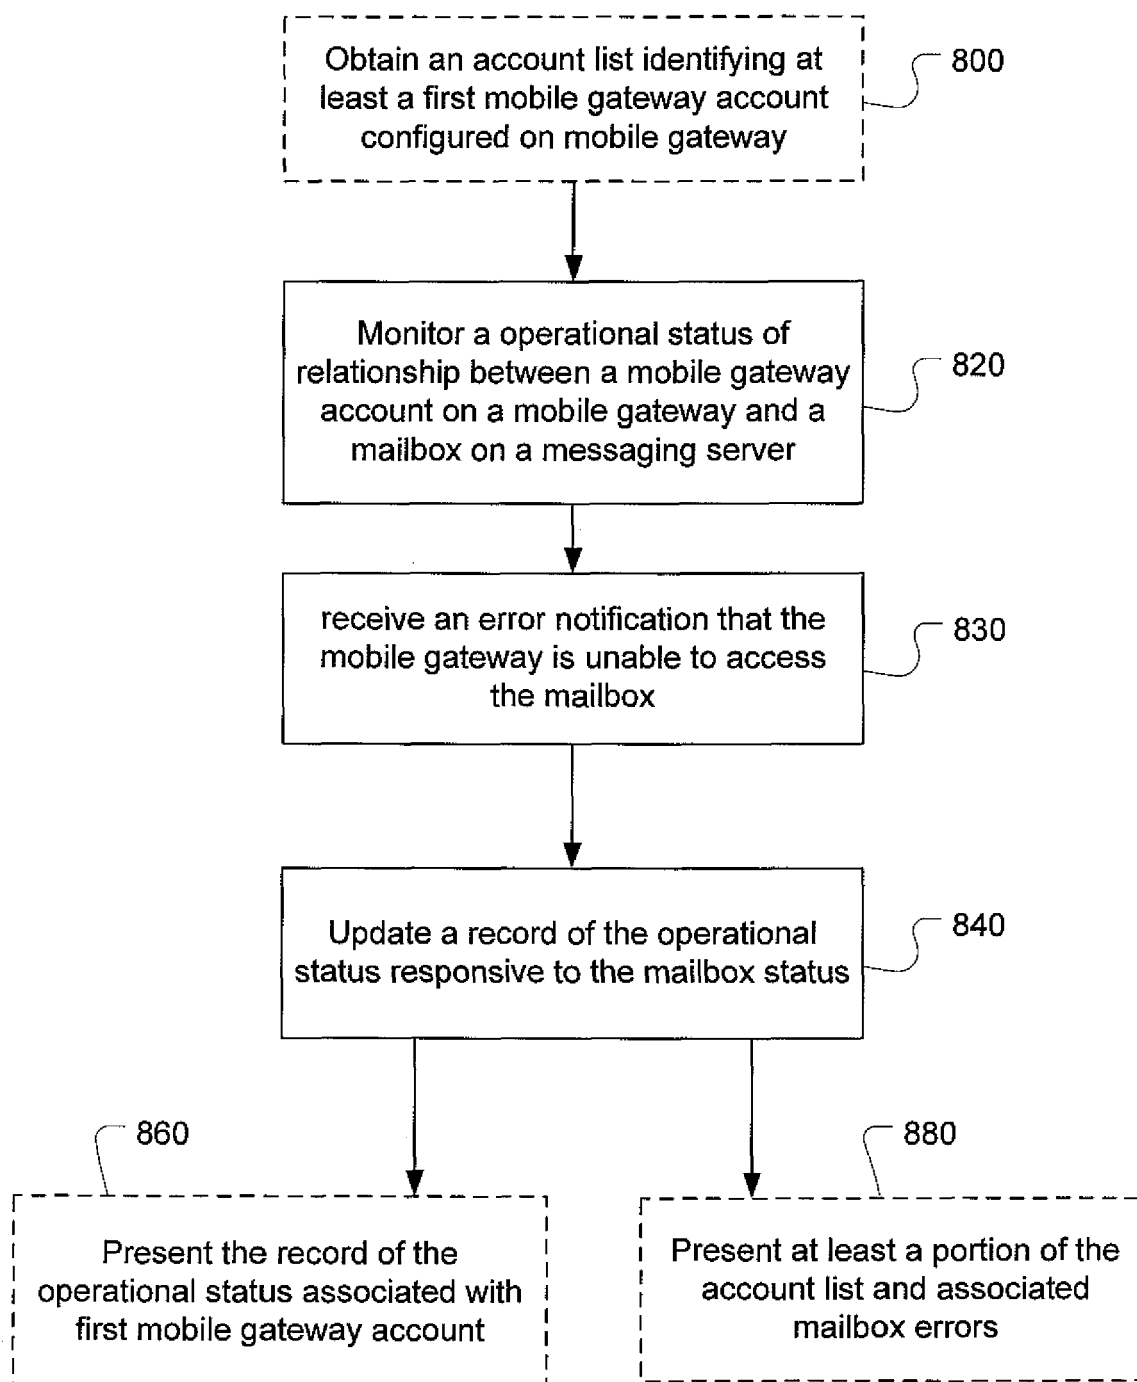 Obtain an account list identifying at
least a first mobile gateway account
configured on mobile gateway
800
Monitor a operational status of
relationship between a mobile gateway
account on a mobile gateway and a
mailbox on a messaging server
820
receive an error notification that the
mobile gateway is unable to access
the mailbox
830
Update a record of the operational
status responsive to the mailbox status
840
860
Present the record of the
operational status associated with
first mobile gateway account
880
Present at least a portion of the
account list and associated
mailbox errors